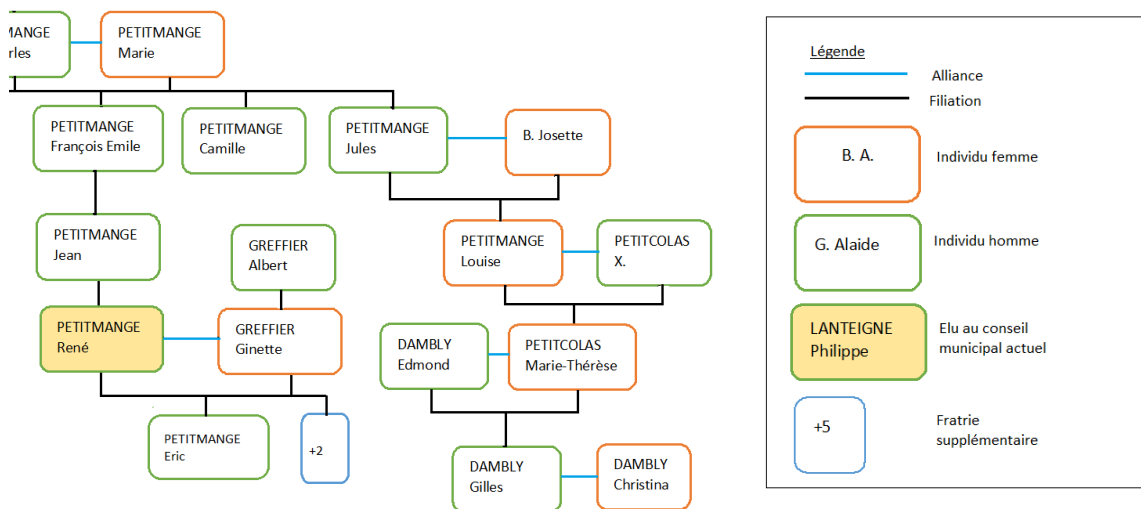 MANGE
rles
PETITMANGE
Marie
PETITMANGE
François Emile
PETITMANGE
Camille
PETITMANGE
Jules
B. Josette
PETITMANGE
Jean
GREFFIER
Albert
PETITMANGE
Louise
PETITCOLAS
X.
PETITMANGE
René
GREFFIER
Ginette
DAMBLY
Edmond
PETITCOLAS
Marie-Thérèse
PETITMANGE
Eric
+2
DAMBLY
Gilles
DAMBLY
Christina
Légende
Alliance
Filiation
B. A.
Individu femme
G. Alaide
Individu homme
LANTEIGNE
Philippe
Elu au conseil
municipal actuel
+5
Fratrie
supplémentaire